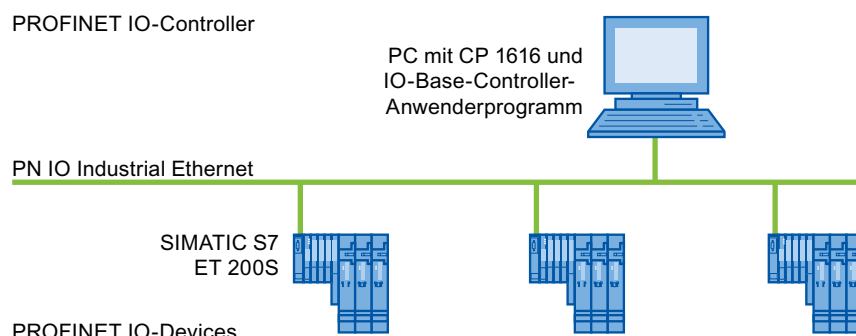 PROFINET IO-Controller
PC mit CP 1616 und
IO-Base-Controller-
Anwenderprogramm
PN IO Industrial Ethernet
SIMATIC S7
ET 200S
PROFINET IO-Devices